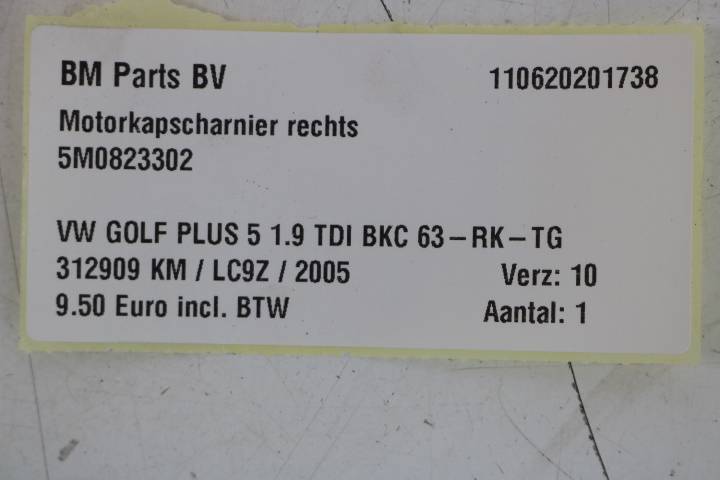 BM Parts BV 110620201738
Motorkapscharnier rechts
5M0823302
VW GOLF PLUS 5 1.9 TDI BKC 63-RK-TG
312909 KM / LC9Z / 2005 Verz: 10
9.50 Euro incl. BTW Aantal: 1